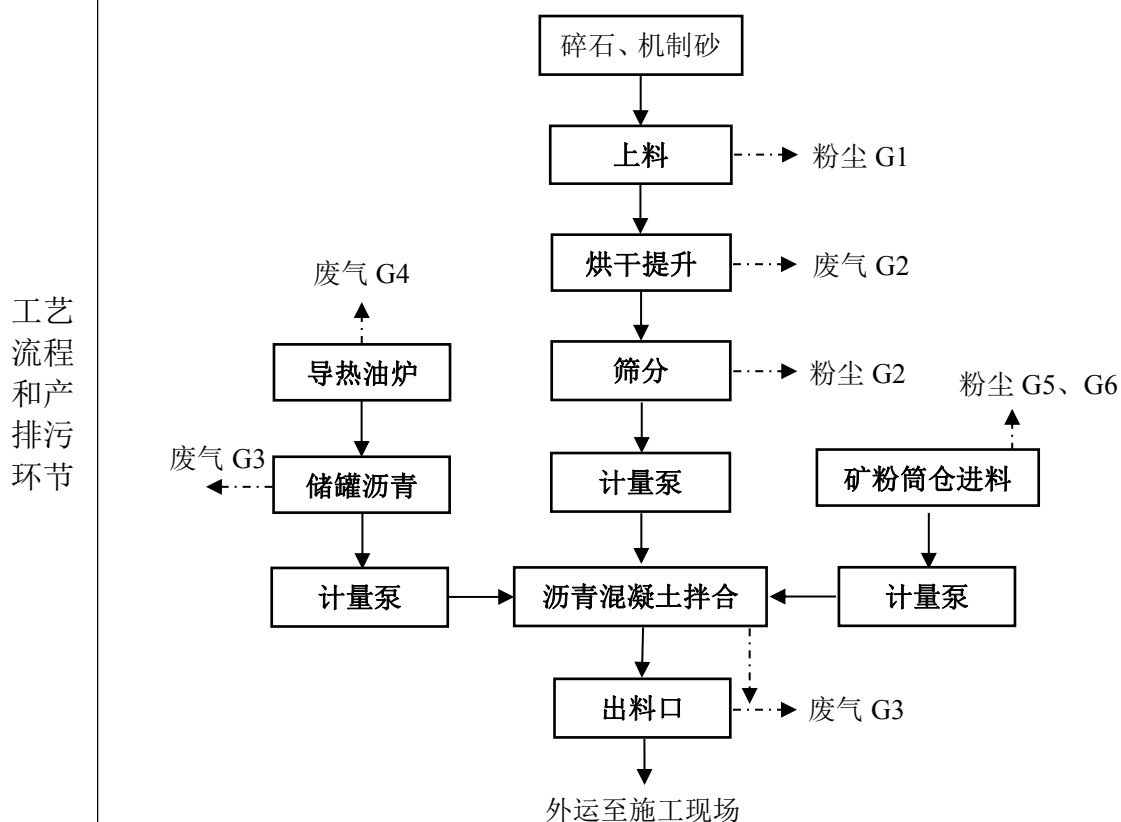 工艺
流程
和产
排污
环节
碎石、机制砂
上料
粉尘 G1
烘干提升
废气 G2
废气 G4
导热油炉
筛分
粉尘 G2
粉尘 G5、G6
废气 G3
储罐沥青
计量泵
矿粉筒仓进料
计量泵
沥青混凝土拌合
计量泵
出料口
废气 G3
外运至施工现场